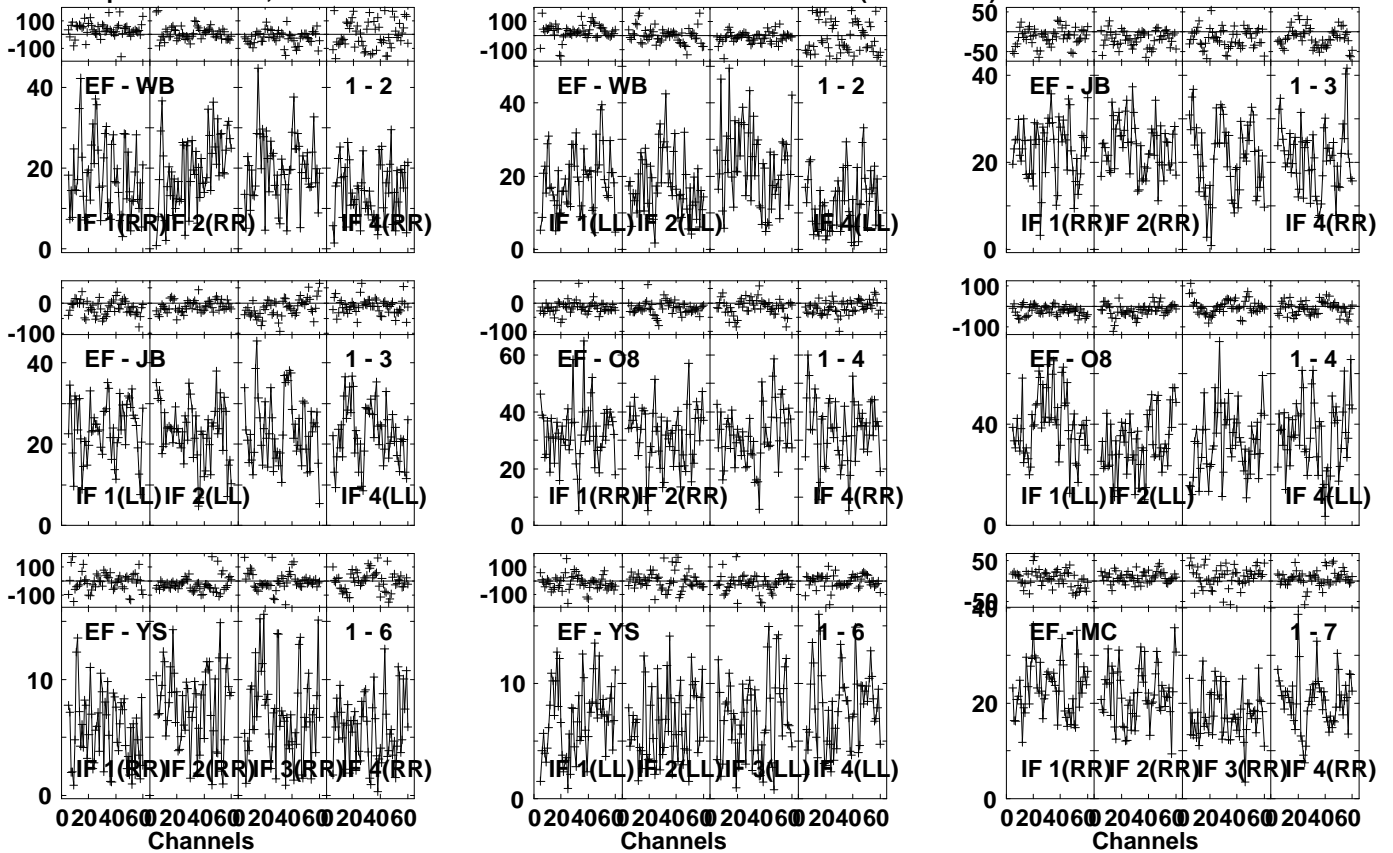 100
-100
EF - WB 1 - 2
40
20
0
IF 1(RR) IF 2(RR) IF 4(RR)
100
-100
EF - WB 1 - 2
40
20
0
IF 1(LL) IF 2(LL) IF 4(LL)
50
-50
EF - JB 1 - 3
40
20
0
IF 1(RR) IF 2(RR) IF 4(RR)
0
-100
EF - JB 1 - 3
40
20
0
IF 1(LL) IF 2(LL) IF 4(LL)
0
-100
EF - O8 1 - 4
60
40
20
0
IF 1(RR) IF 2(RR) IF 4(RR)
100
-100
EF - O8 1 - 4
40
0
IF 1(LL) IF 2(LL) IF 4(LL)
100
-100
EF - YS 1 - 6
10
0
IF 1(RR) IF 2(RR) IF 3(RR) IF 4(RR)
0 20 40 60 0 20 40 60 0 20 40 60 0 20 40 60
Channels
100
-100
EF - YS 1 - 6
10
0
IF 1(LL) IF 2(LL) IF 3(LL) IF 4(LL)
0 20 40 60 0 20 40 60 0 20 40 60 0 20 40 60
Channels
50
-50
EF - MC 1 - 7
40
20
0
IF 1(RR) IF 2(RR) IF 3(RR) IF 4(RR)
0 20 40 60 0 20 40 60 0 20 40 60 0 20 40 60
Channels